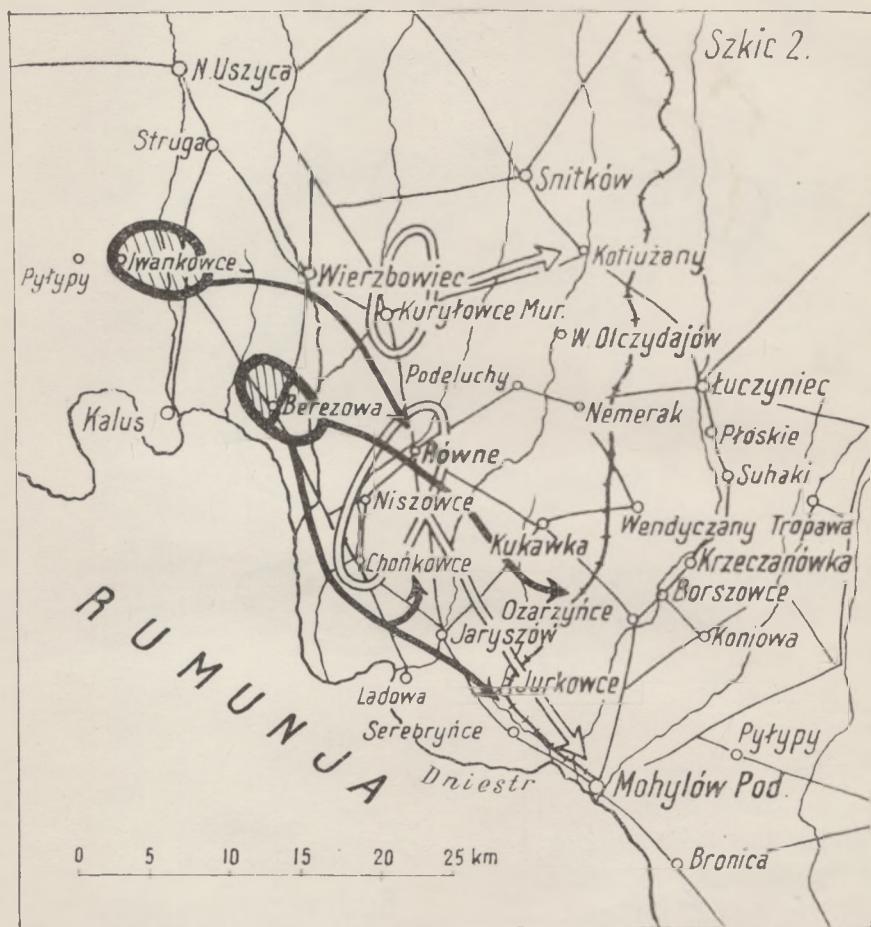 Szkic 2.
N. Uszyca
Struga
Snitków
Pyłypy
Iwankowce
Wierzbowiec
Kotiużany
Kuryłowce Mur.
W. Olczydajów
Podeluchy
Łuczyniec
Kalus
Berezowa
Nemerak
Płoskie
Równe
Suhaki
Niszowce
Wendyczany
Tropawa
Kukawka
Chońkowce
Krzeczanówka
Ozarzyńce
Borszowce
Jaryszów
Koniowa
RUMUNJA
Ladowa
B. Jurkowce
Serebryńce
Pyłypy
Dniestr
Mohylów Pod.
0 5 10 15 20 25 km
Bronica